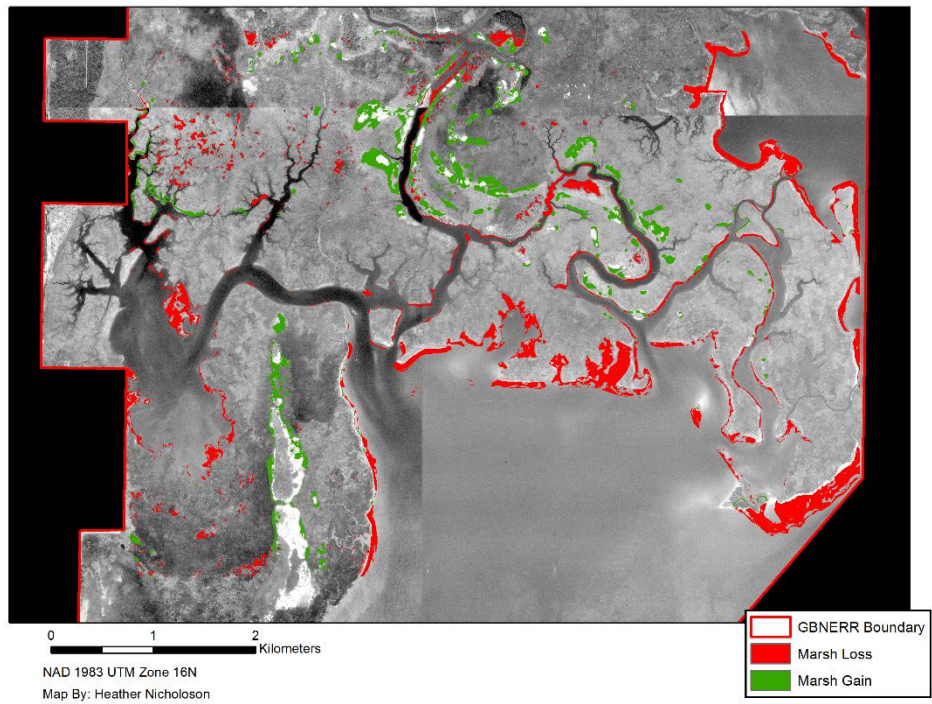 0 1 2
Kilometers
NAD 1983 UTM Zone 16N
Map By: Heather Nicholoson
GBNERR Boundary
Marsh Loss
Marsh Gain